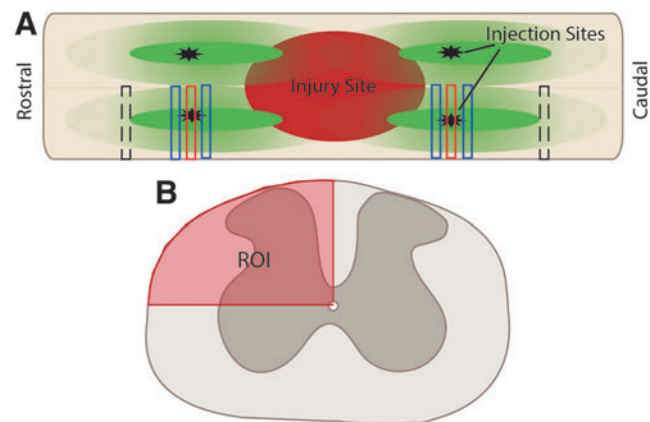 A
Rostral
Injury Site
Injection Sites
Caudal
B
ROI